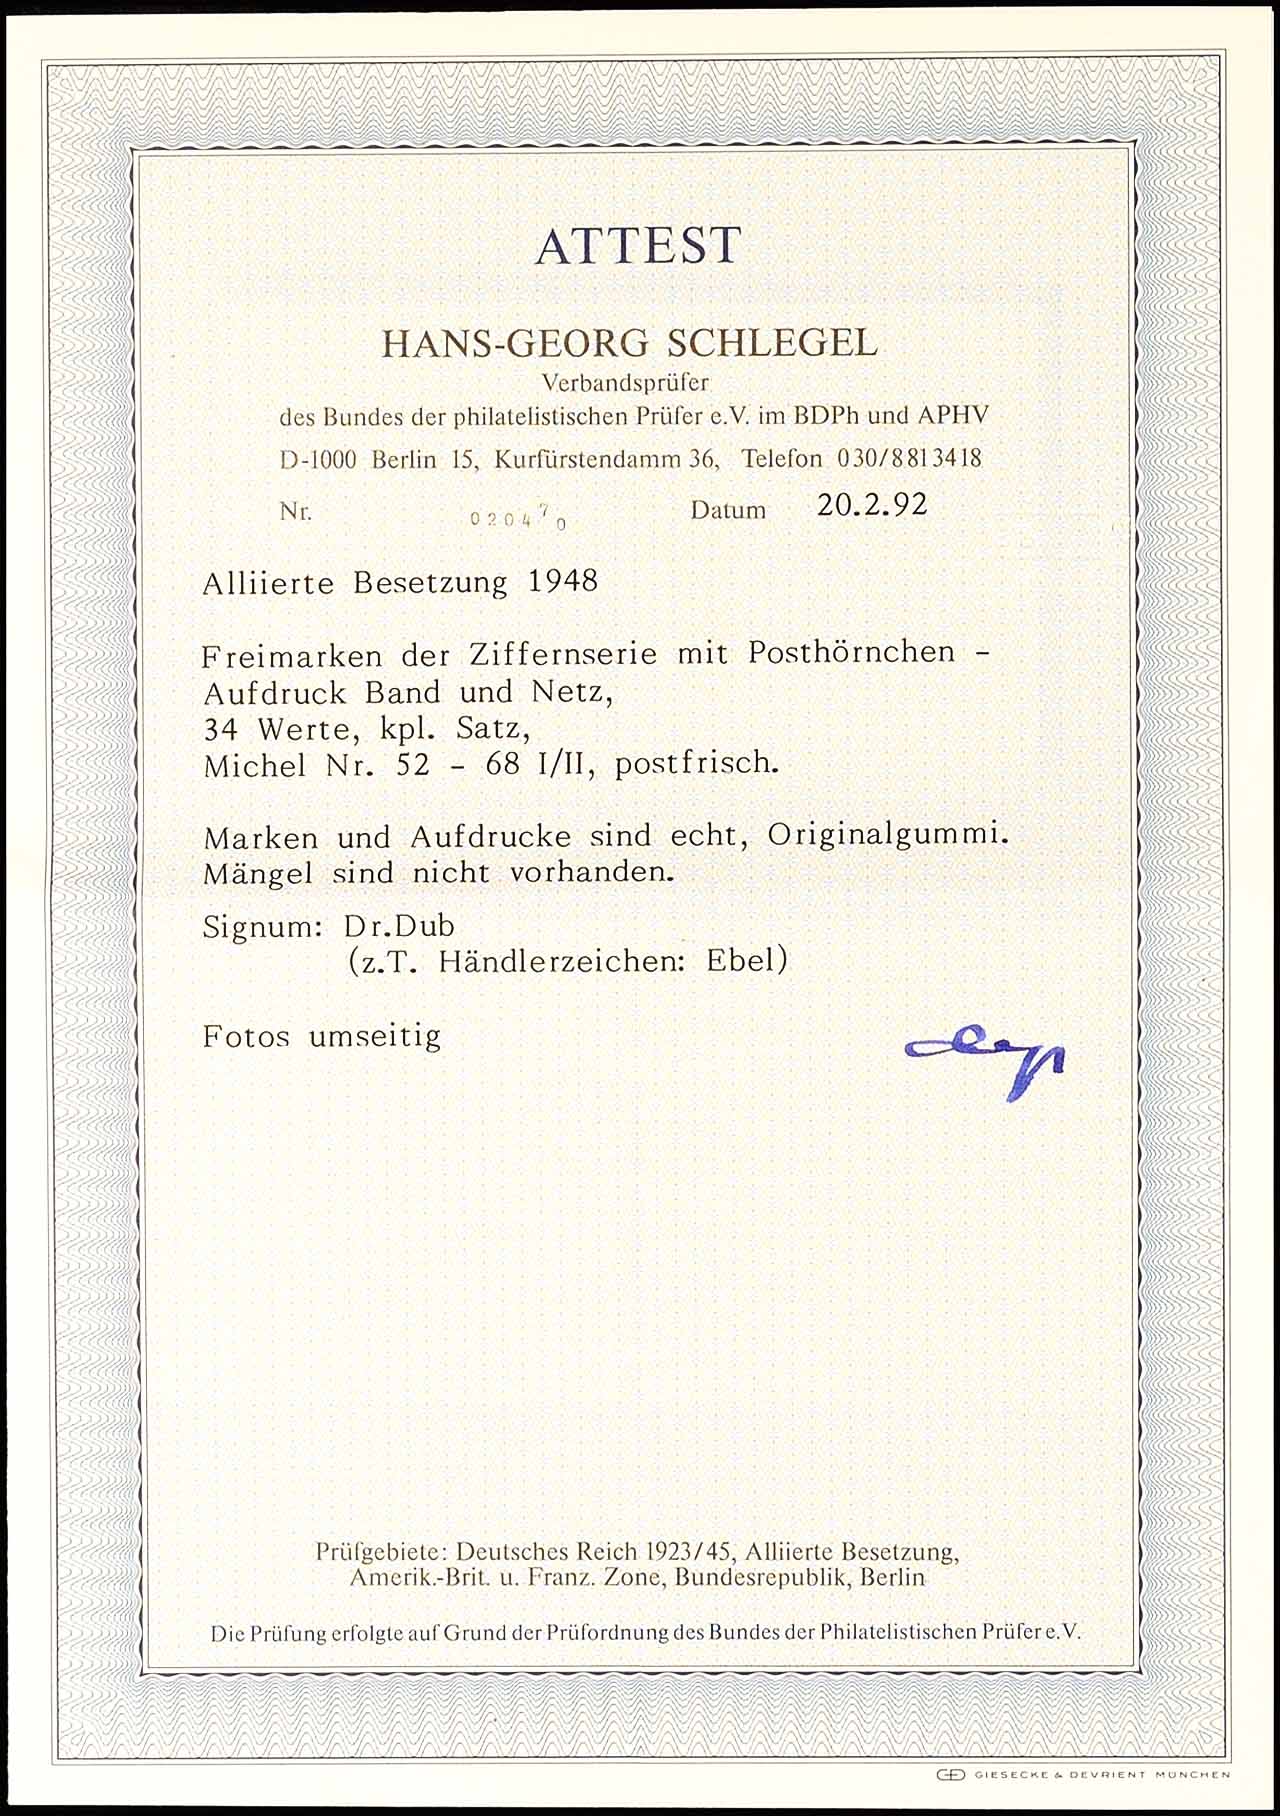 ATTEST
HANS-GEORG SCHLEGEL
Verbandsprüfer
des Bundes der philatelistischen Prüfer e.V. im BDPh und APHV
D-1000 Berlin 15, Kurfürstendamm 36, Telefon 030/8813418
Nr. 020470 Datum 20.2.92
Alliierte Besetzung 1948
Freimarken der Ziffernserie mit Posthörnchen –
Aufdruck Band und Netz,
34 Werte, kpl. Satz,
Michel Nr. 52 – 68 I/II, postfrisch.
Marken und Aufdrucke sind echt, Originalgummi.
Mängel sind nicht vorhanden.
Signum: Dr.Dub
(z.T. Händlerzeichen: Ebel)
Fotos umseitig
Prüfgebiete: Deutsches Reich 1923/45, Alliierte Besetzung,
Amerik.-Brit. u. Franz. Zone, Bundesrepublik, Berlin
Die Prüfung erfolgte auf Grund der Prüfordnung des Bundes der Philatelistischen Prüfer e.V.
GIESECKE & DEVRIENT MÜNCHEN